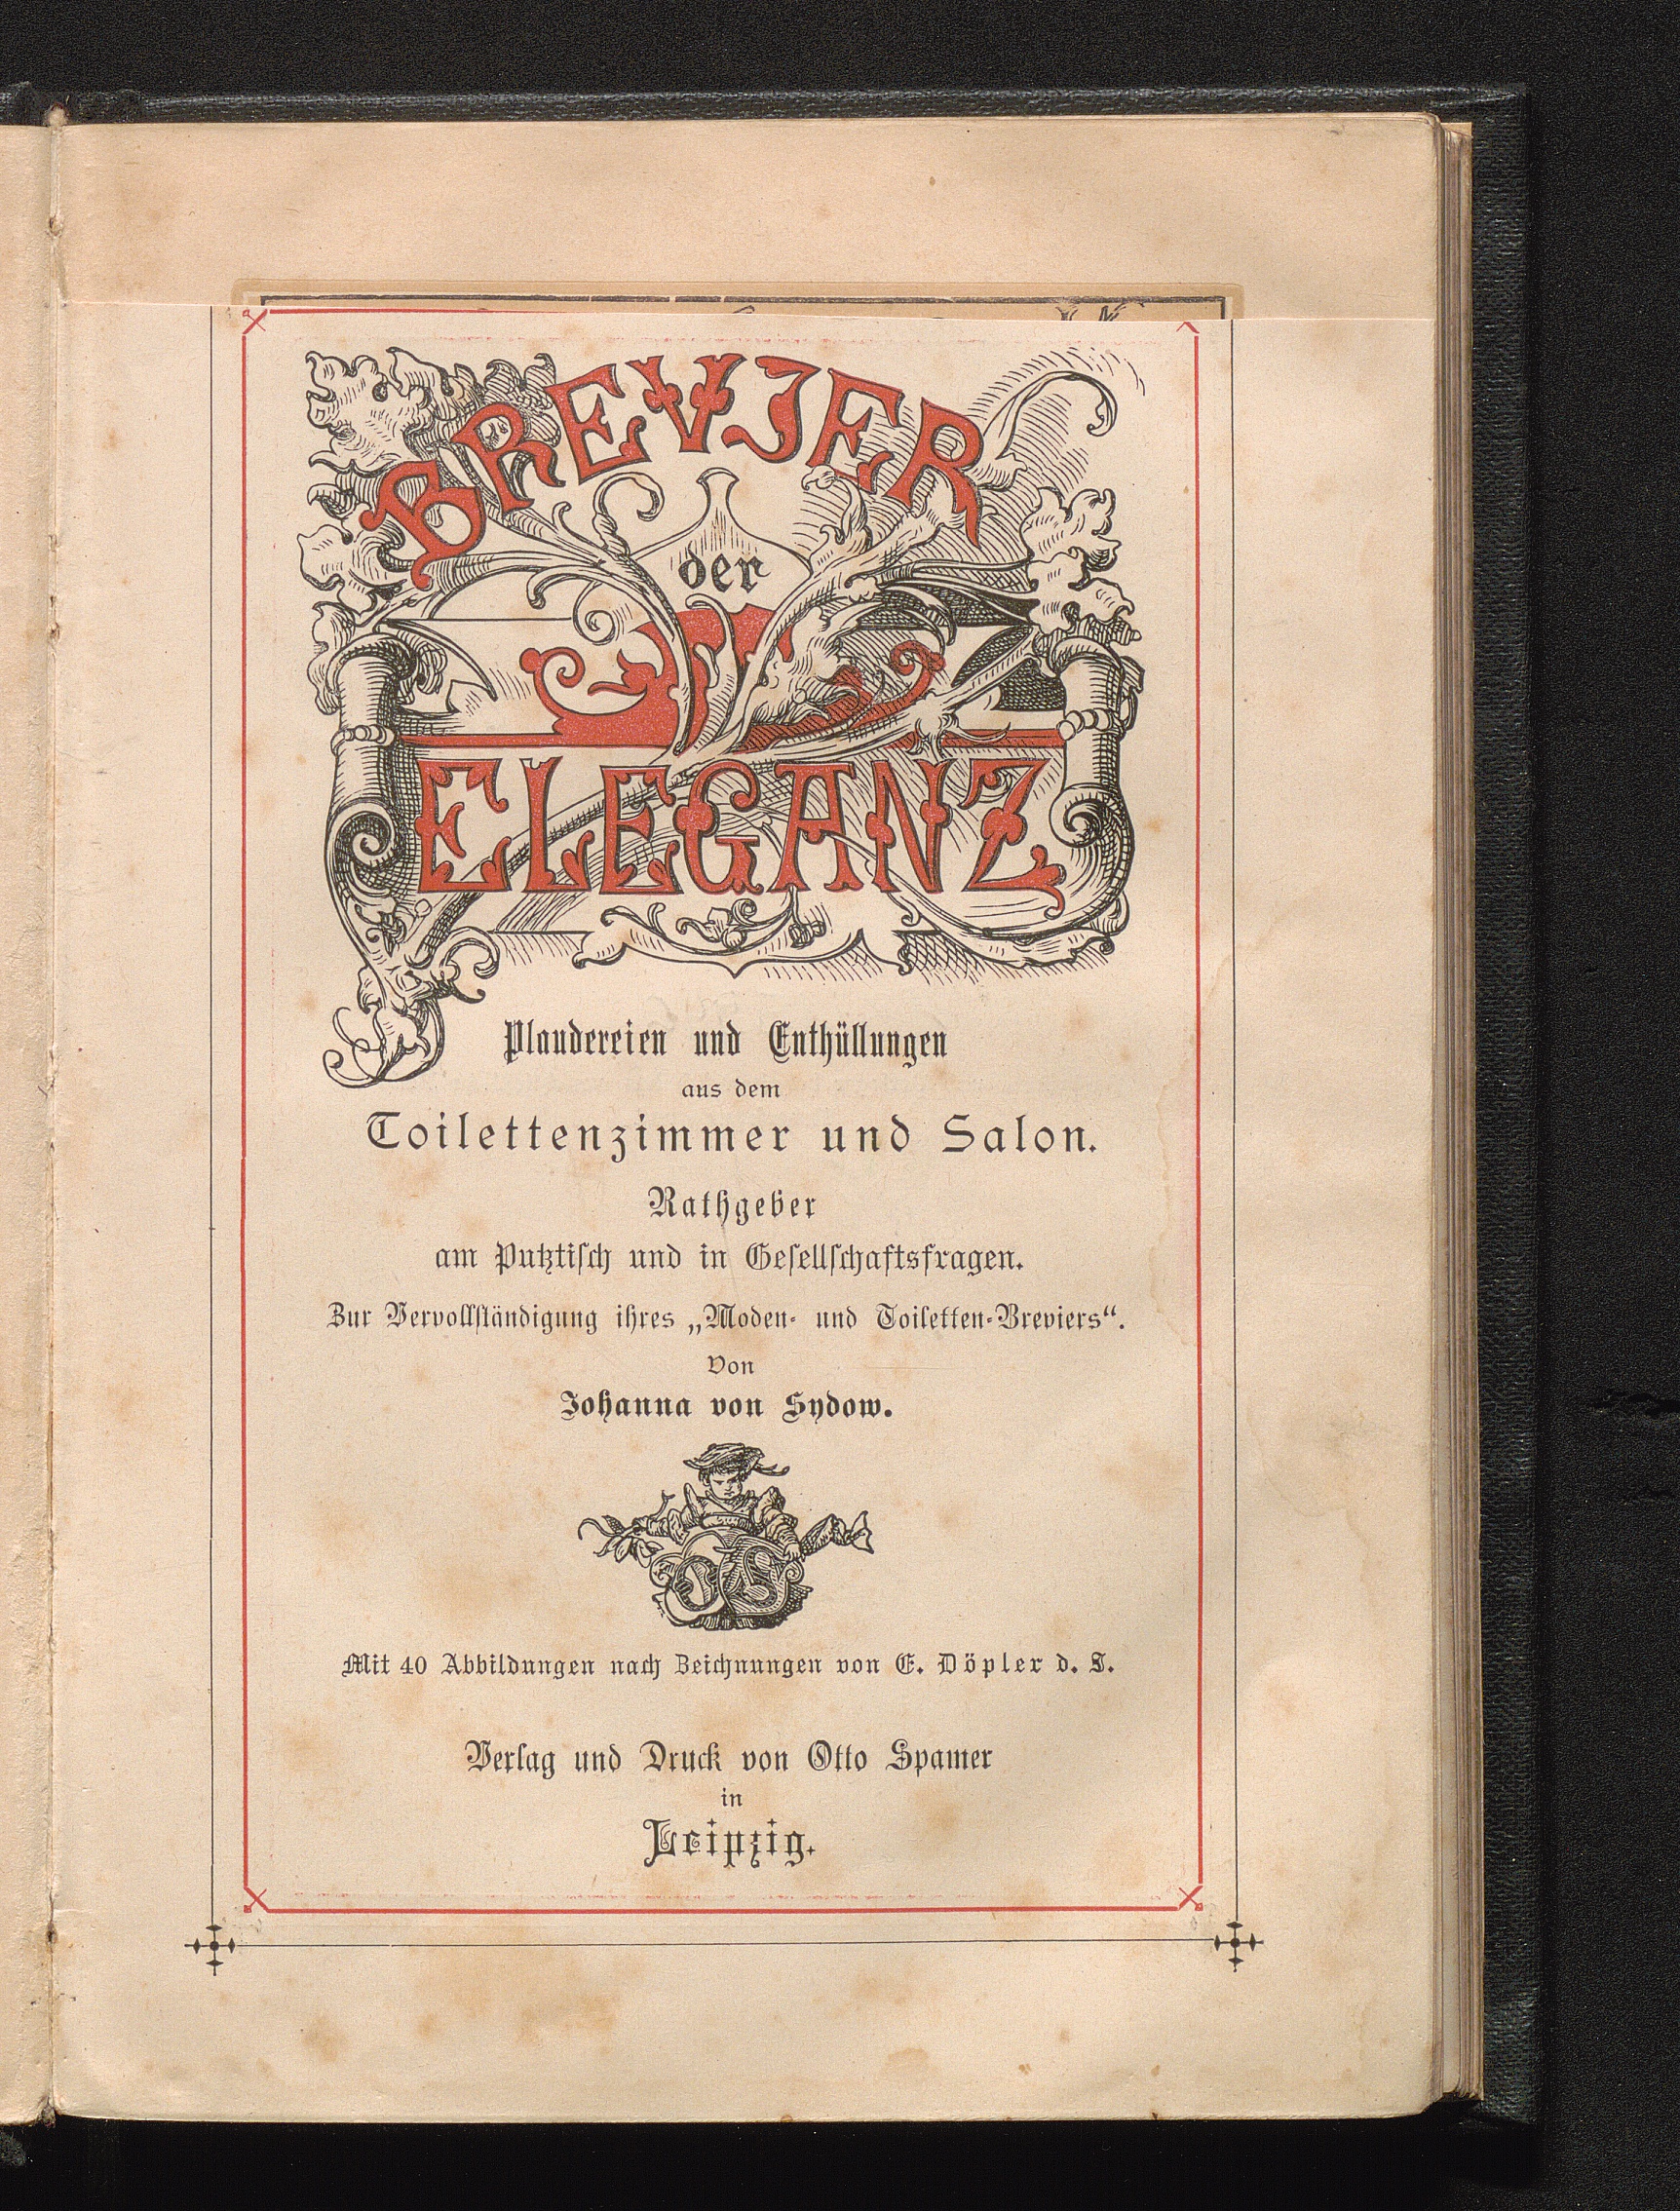 BREVIER
der
ELEGANZ
Plaudereien und Enthüllungen
aus dem
Toilettenzimmer und Salon.
Rathgeber
am Putztisch und in Gesellschaftsfragen.
Zur Vervollständigung ihres „Moden- und Toiletten-Breviers“.
Von
Johanna von Sydow.
OS
Mit 40 Abbildungen nach Zeichnungen von E. Döpler d. J.
Verlag und Druck von Otto Spamer
in
Leipzig.